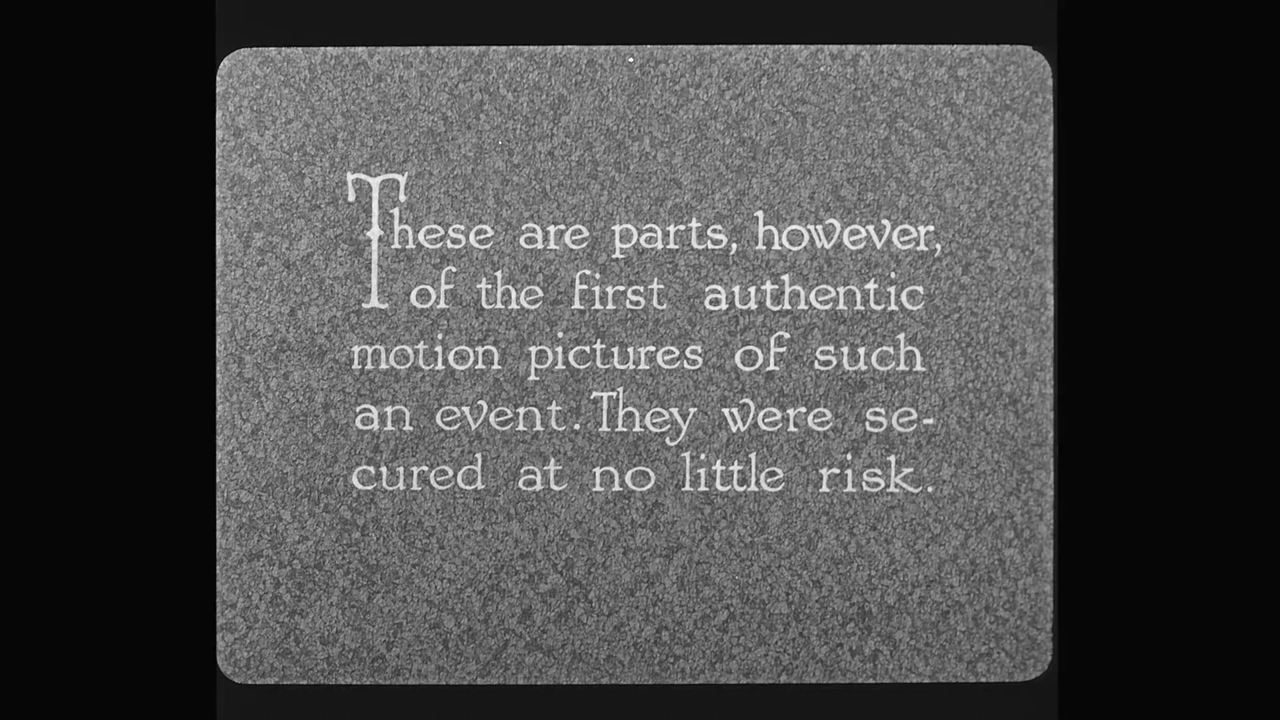 These are parts, however,
of the first authentic
motion pictures of such
an event. They were se-
cured at no little risk.